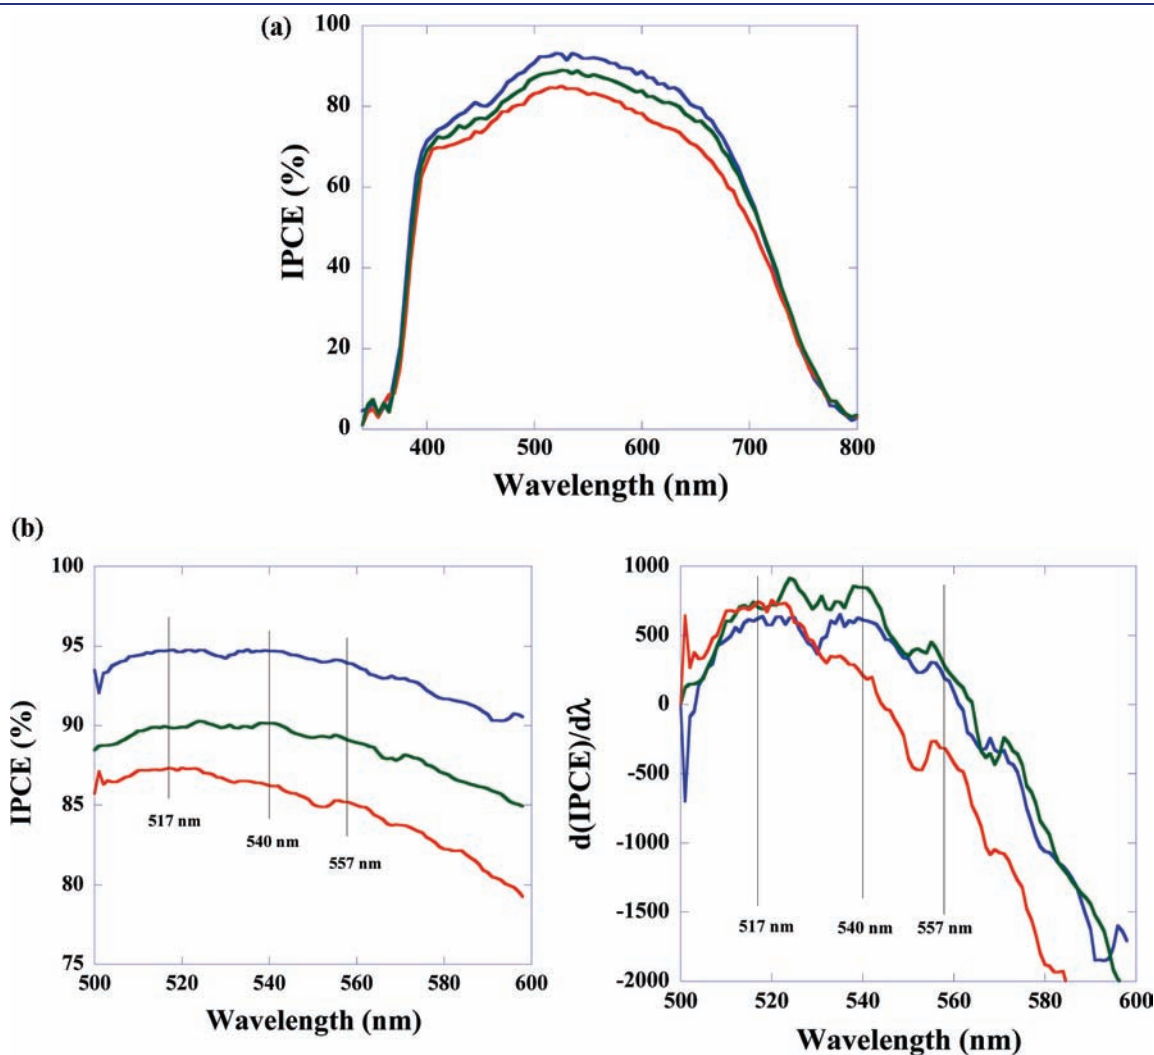 (a)
100
80
60
40
20
0
IPCE (%)
400 500 600 700 800
Wavelength (nm)
(b)
100
95
90
85
80
75
IPCE (%)
517 nm
540 nm
557 nm
500 520 540 560 580 600
Wavelength (nm)
1000
500
0
-500
-1000
-1500
-2000
d(IPCE)/dλ
517 nm
540 nm
557 nm
500 520 540 560 580 600
Wavelength (nm)